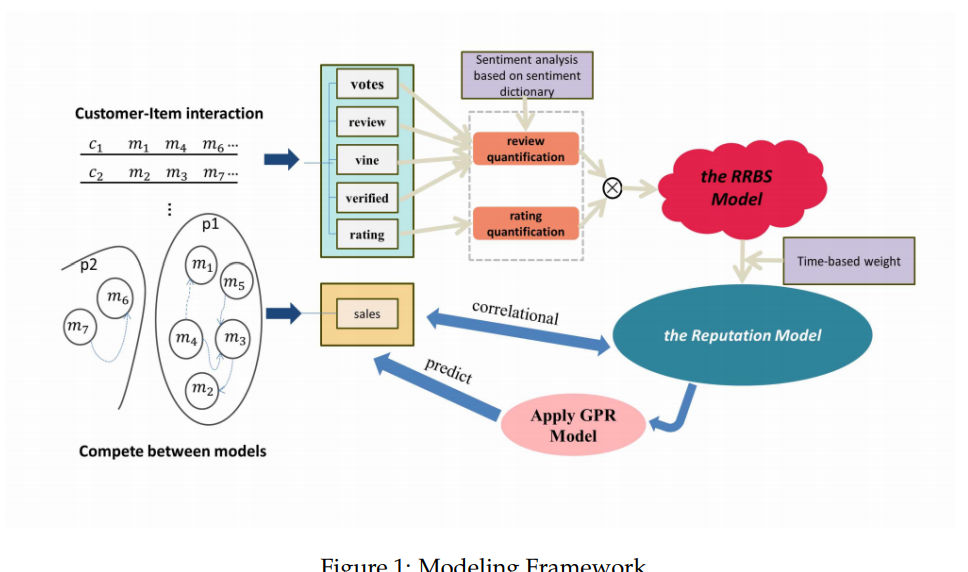 Customer-Item interaction
c1 m1 m4 m6 ...
c2 m2 m3 m7 ...
...
p1
p2
m1
m5
m6
m7
m4
m3
m2
Compete between models
votes
review
vine
verified
rating
sales
Sentiment analysis
based on sentiment
dictionary
review
quantification
rating
quantification
the RRBS
Model
Time-based weight
the Reputation Model
correlational
predict
Apply GPR
Model
Figure 1: Modeling Framework